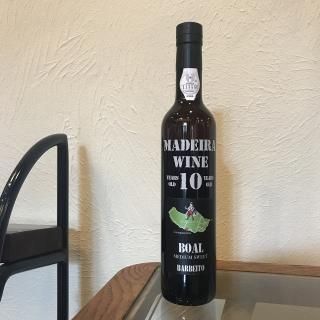 MADEIRA
WINE
YEARS OLD 10 YEARS OLD
BOAL
MEDIUM SWEET
BARBEITO